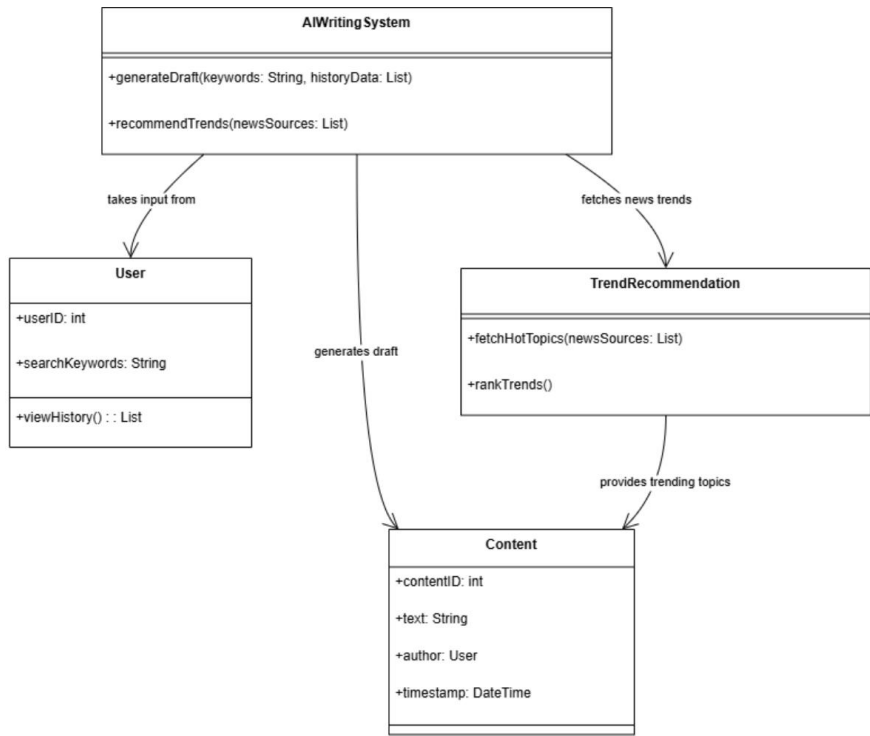 AIWritingSystem
+generateDraft(keywords: String, historyData: List)
+recommendTrends(newsSources: List)
takes input from
fetches news trends
User
+userID: int
+searchKeywords: String
+viewHistory() : : List
TrendRecommendation
+fetchHotTopics(newsSources: List)
+rankTrends()
generates draft
provides trending topics
Content
+contentID: int
+text: String
+author: User
+timestamp: DateTime